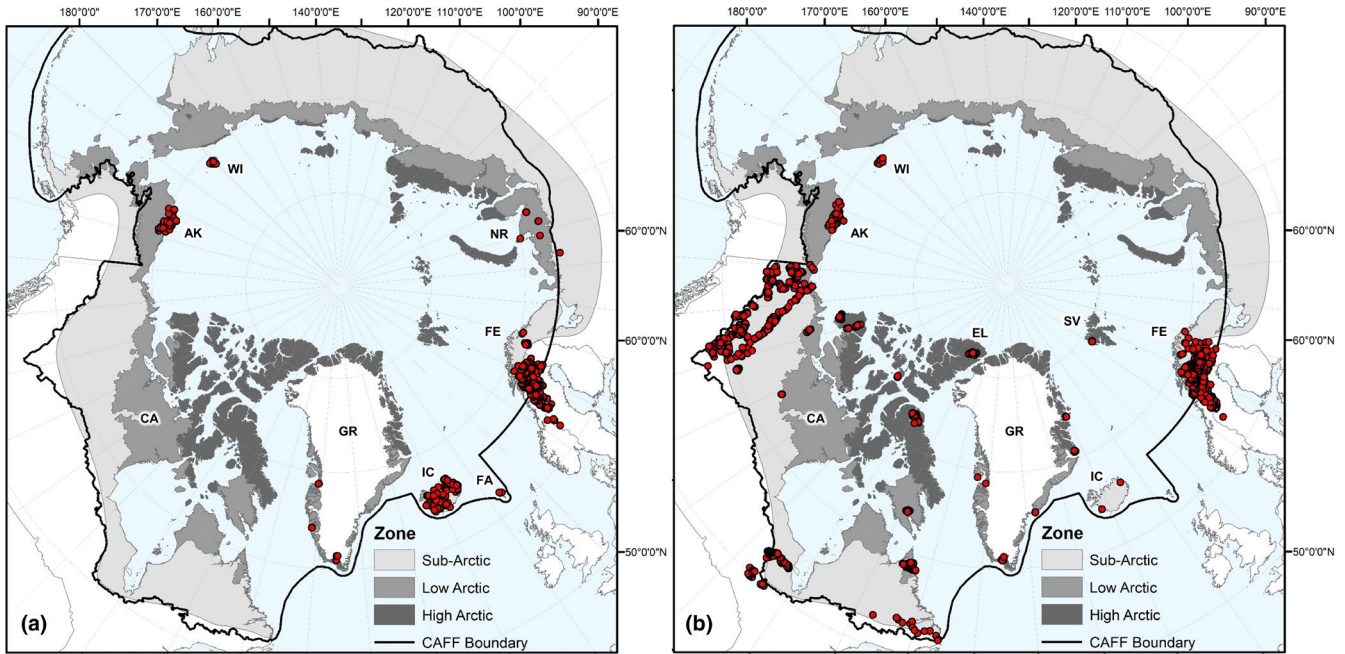 180°0'0" 170°0'0"W 160°0'0"W 140°0'0"W 120°0'0"W 110°0'0"W 100°0'0"W 90°0'0"W
WI
AK
NR
60°0'0"N
60°0'0"N
FE
CA
GR
IC
FA
50°0'0"N
Zone
Sub-Arctic
Low Arctic
High Arctic
CAFF Boundary
(a)
180°0'0" 170°0'0"W 160°0'0"W 140°0'0"W 120°0'0"W 110°0'0"W 100°0'0"W 90°0'0"W
WI
AK
60°0'0"N
SV
EL
FE
60°0'0"N
CA
GR
IC
50°0'0"N
Zone
Sub-Arctic
Low Arctic
High Arctic
CAFF Boundary
(b)